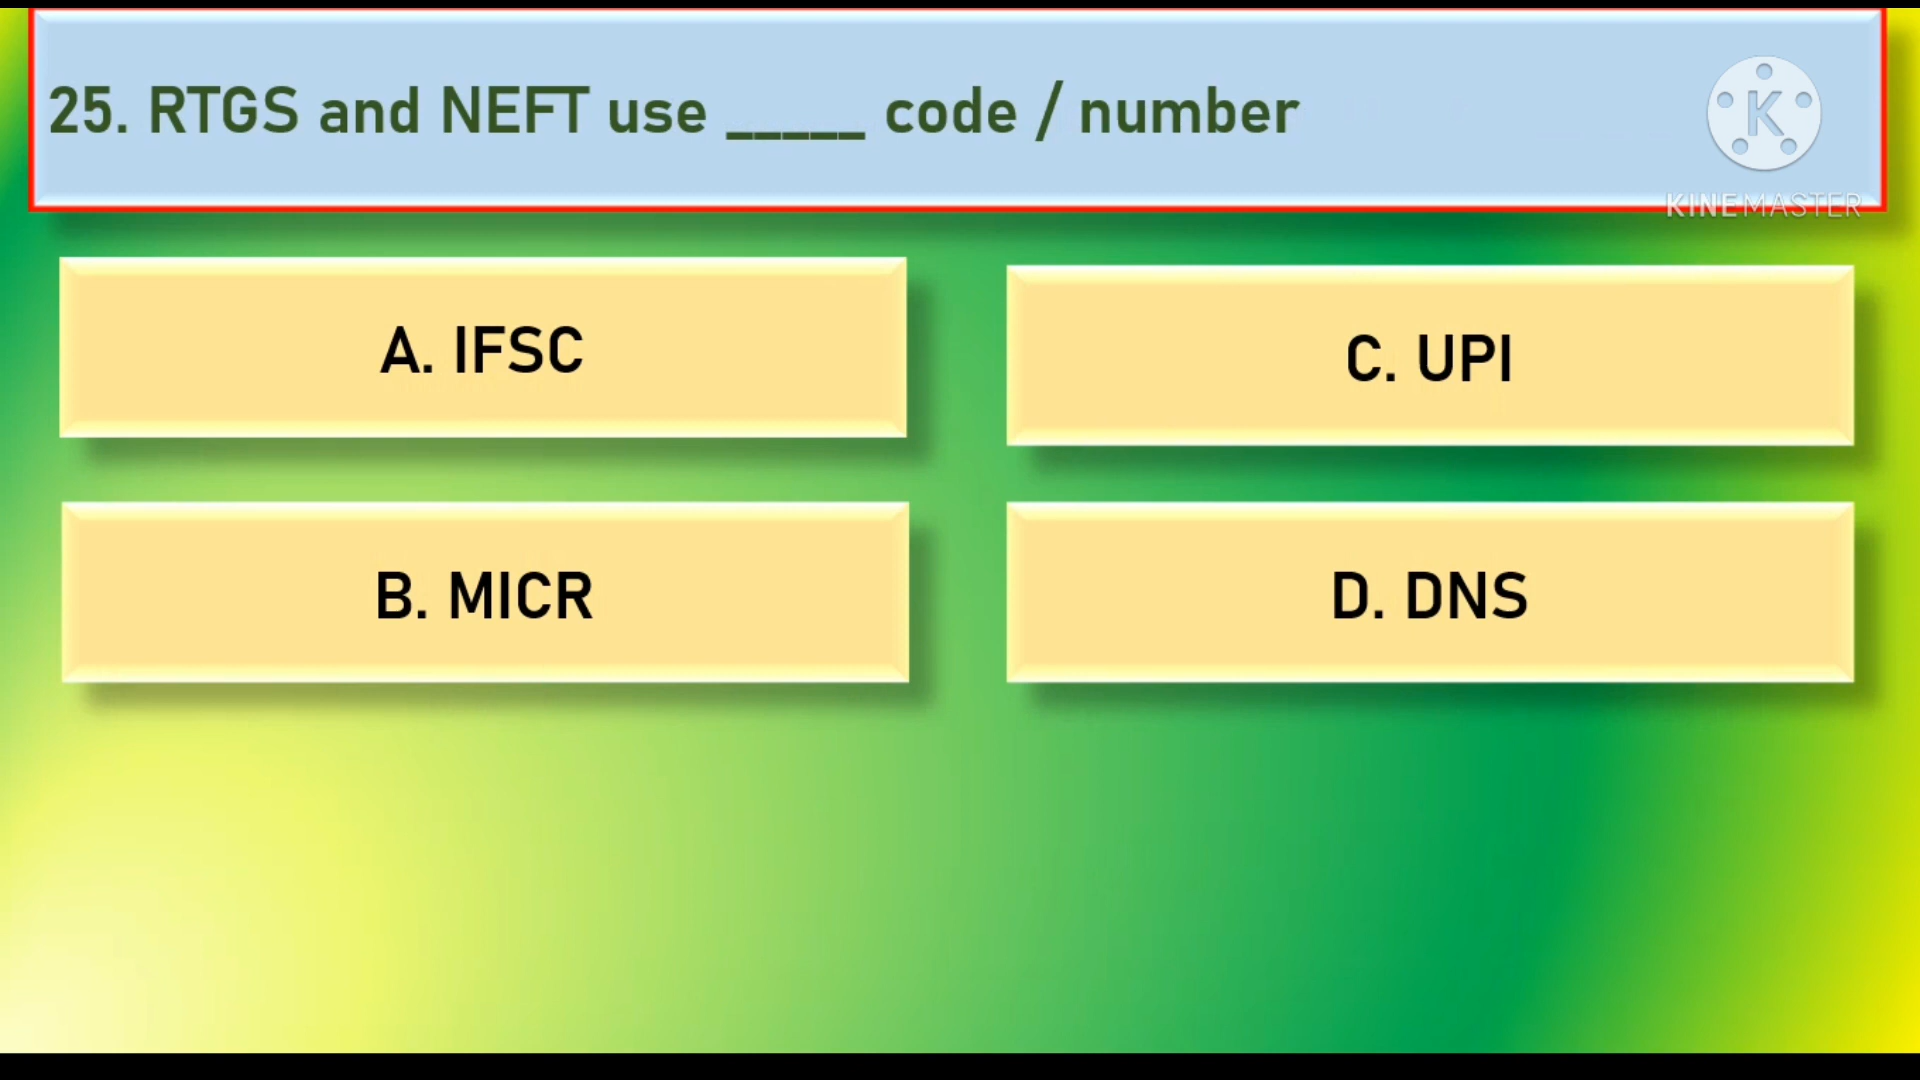 25. RTGS and NEFT use _____ code / number
K
KINEMASTER
A. IFSC
C. UPI
B. MICR
D. DNS